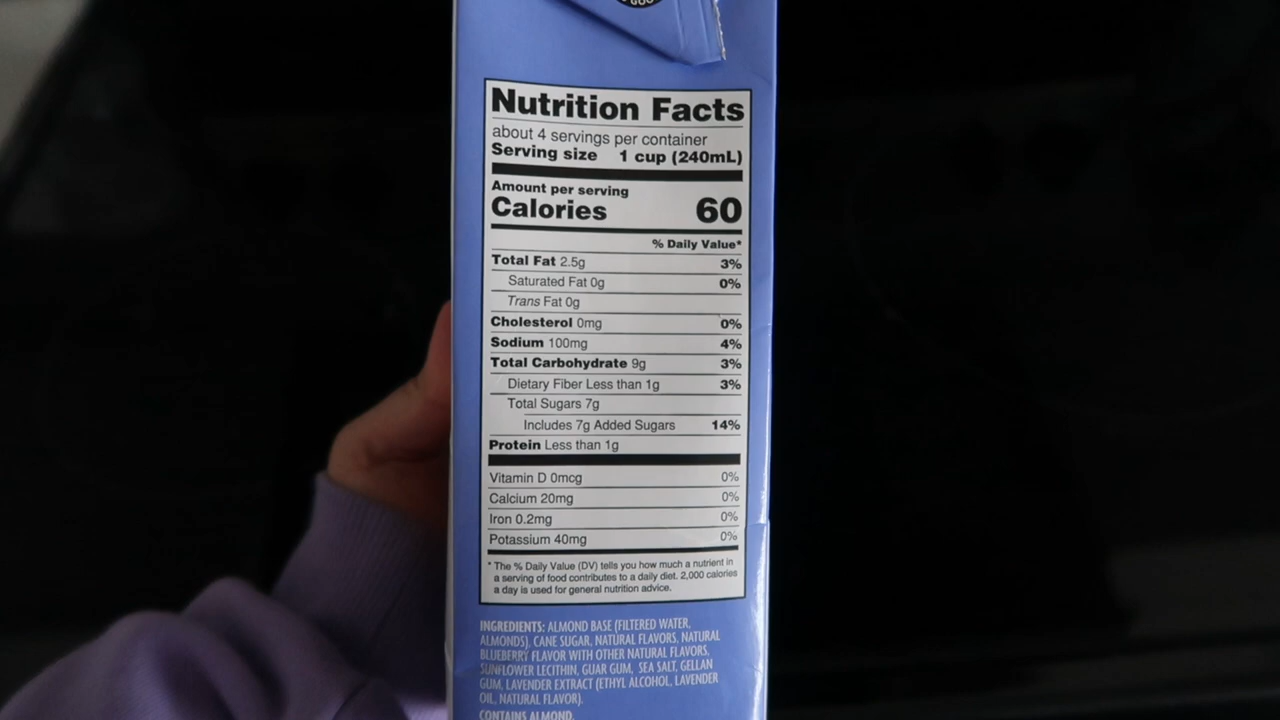 Nutrition Facts
about 4 servings per container
Serving size 1 cup (240mL)
Amount per serving
Calories 60
% Daily Value*
Total Fat 2.5g 3%
Saturated Fat 0g 0%
Trans Fat 0g
Cholesterol 0mg 0%
Sodium 100mg 4%
Total Carbohydrate 9g 3%
Dietary Fiber Less than 1g 3%
Total Sugars 7g
Includes 7g Added Sugars 14%
Protein Less than 1g
Vitamin D 0mcg 0%
Calcium 20mg 0%
Iron 0.2mg 0%
Potassium 40mg 0%
* The % Daily Value (DV) tells you how much a nutrient in
a serving of food contributes to a daily diet. 2,000 calories
a day is used for general nutrition advice.
INGREDIENTS: ALMOND BASE (FILTERED WATER,
ALMONDS), CANE SUGAR, NATURAL FLAVORS, NATURAL
BLUEBERRY FLAVOR WITH OTHER NATURAL FLAVORS,
SUNFLOWER LECITHIN, GUAR GUM, SEA SALT, GELLAN
GUM, LAVENDER EXTRACT (ETHYL ALCOHOL, LAVENDER
OIL, NATURAL FLAVOR).
CONTAINS ALMOND.